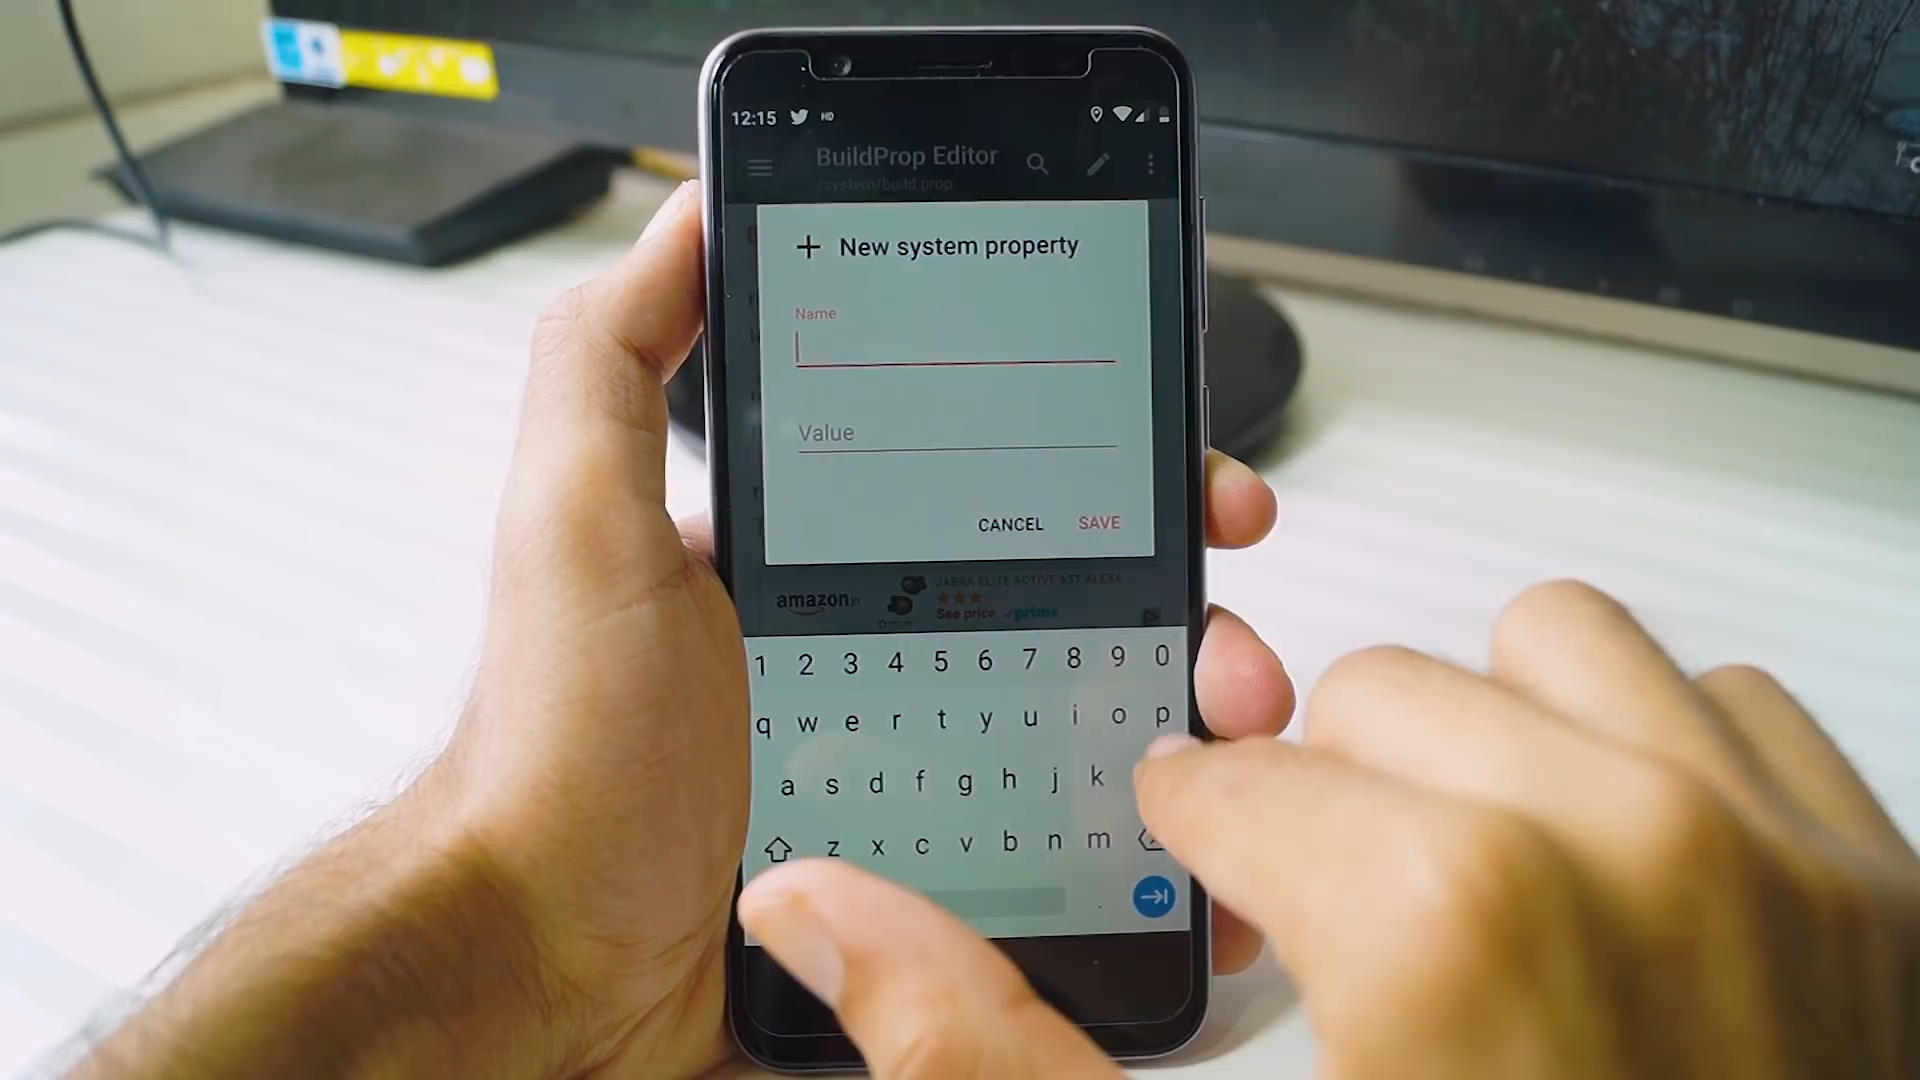 12:15 HD
BuildProp Editor
/system/build.prop
New system property
Name
Value
CANCEL SAVE
amazon.in
JABRA ELITE ACTIVE 65T ALEXA
See price prime
1 2 3 4 5 6 7 8 9 0
q w e r t y u i o p
a s d f g h j k
z x c v b n m
.